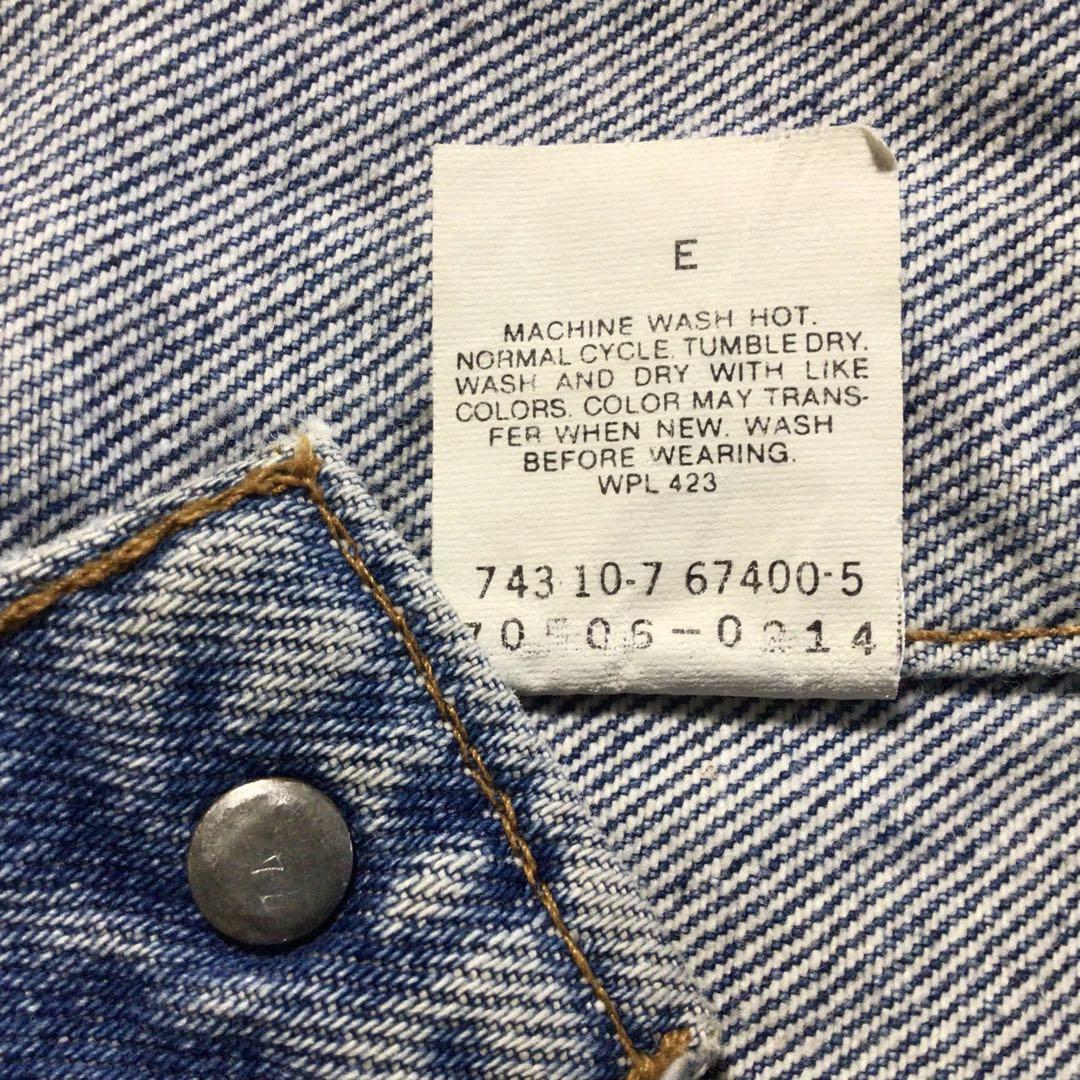 E
MACHINE WASH HOT.
NORMAL CYCLE. TUMBLE DRY.
WASH AND DRY WITH LIKE
COLORS. COLOR MAY TRANS-
FER WHEN NEW. WASH
BEFORE WEARING.
WPL 423
743 10-7 67400-5
70506-0214